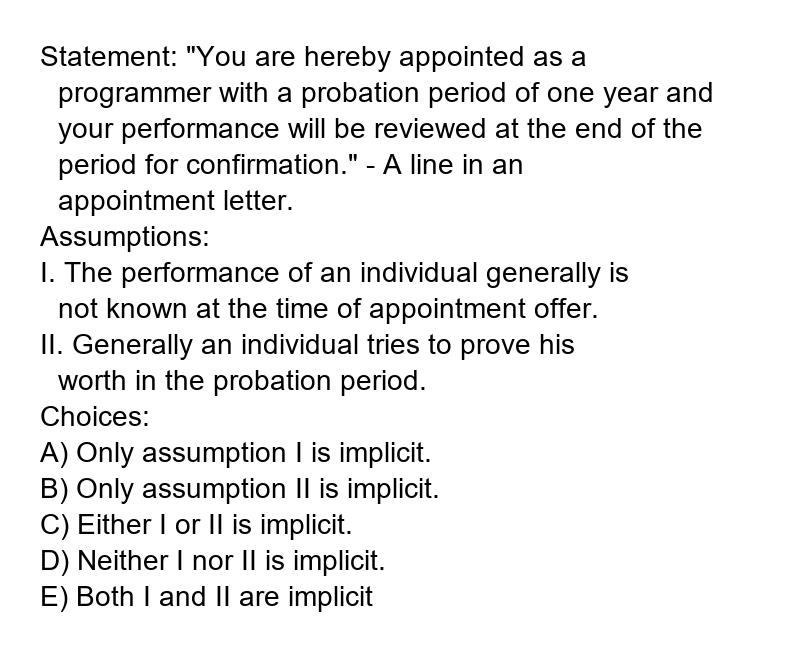 Statement: "You are hereby appointed as a
programmer with a probation period of one year and
your performance will be reviewed at the end of the
period for confirmation." - A line in an
appointment letter.
Assumptions:
I. The performance of an individual generally is
not known at the time of appointment offer.
II. Generally an individual tries to prove his
worth in the probation period.
Choices:
A) Only assumption I is implicit.
B) Only assumption II is implicit.
C) Either I or II is implicit.
D) Neither I nor II is implicit.
E) Both I and II are implicit